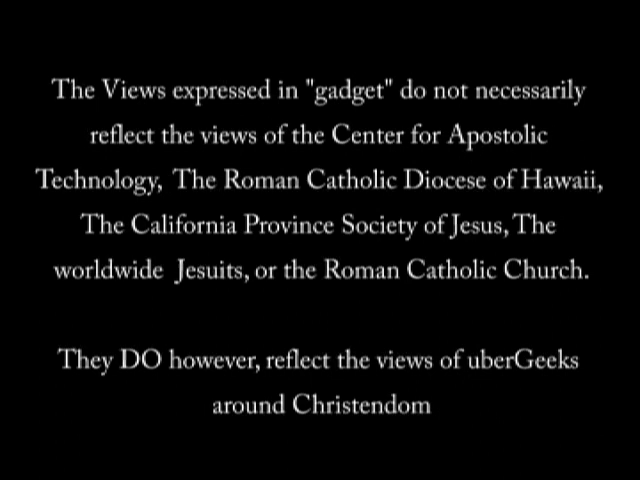 The Views expressed in "gadget" do not necessarily
reflect the views of the Center for Apostolic
Technology, The Roman Catholic Diocese of Hawaii,
The California Province Society of Jesus, The
worldwide Jesuits, or the Roman Catholic Church.
They DO however, reflect the views of uberGeeks
around Christendom